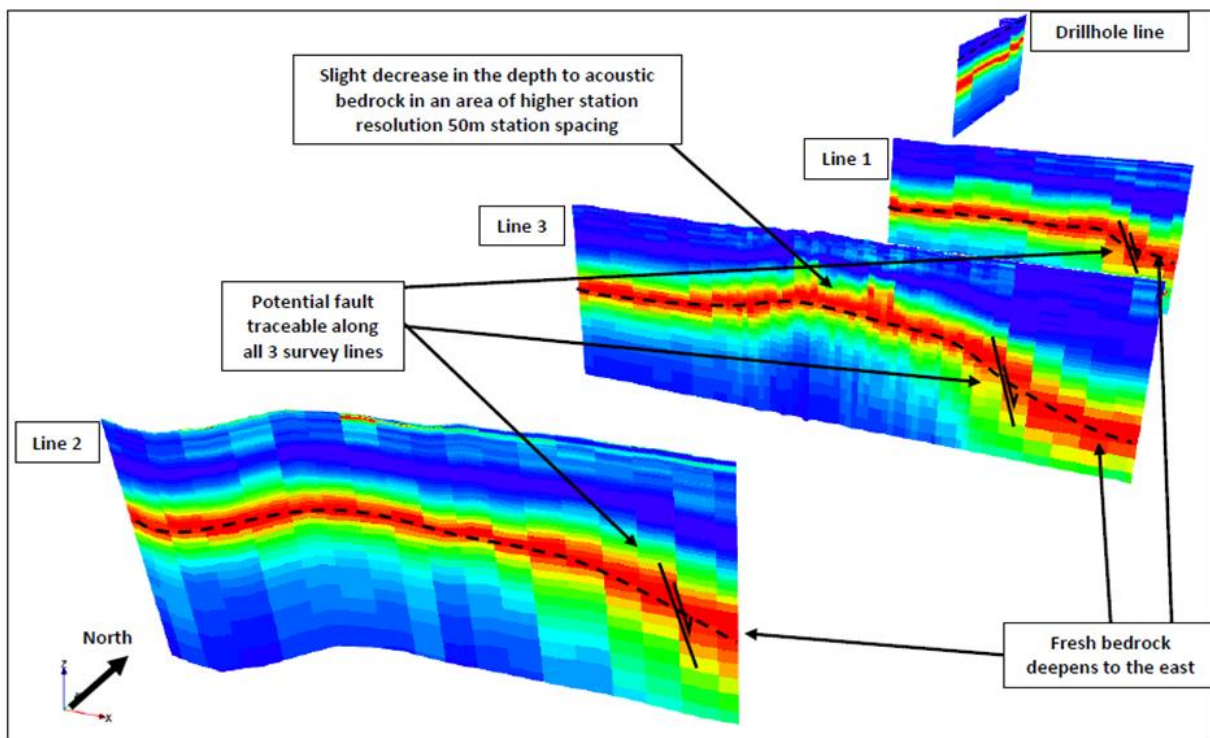 Drillhole line
Slight decrease in the depth to acoustic
bedrock in an area of higher station
resolution 50m station spacing
Line 1
Line 3
Potential fault
traceable along
all 3 survey lines
Line 2
North
Z
X
Fresh bedrock
deepens to the east